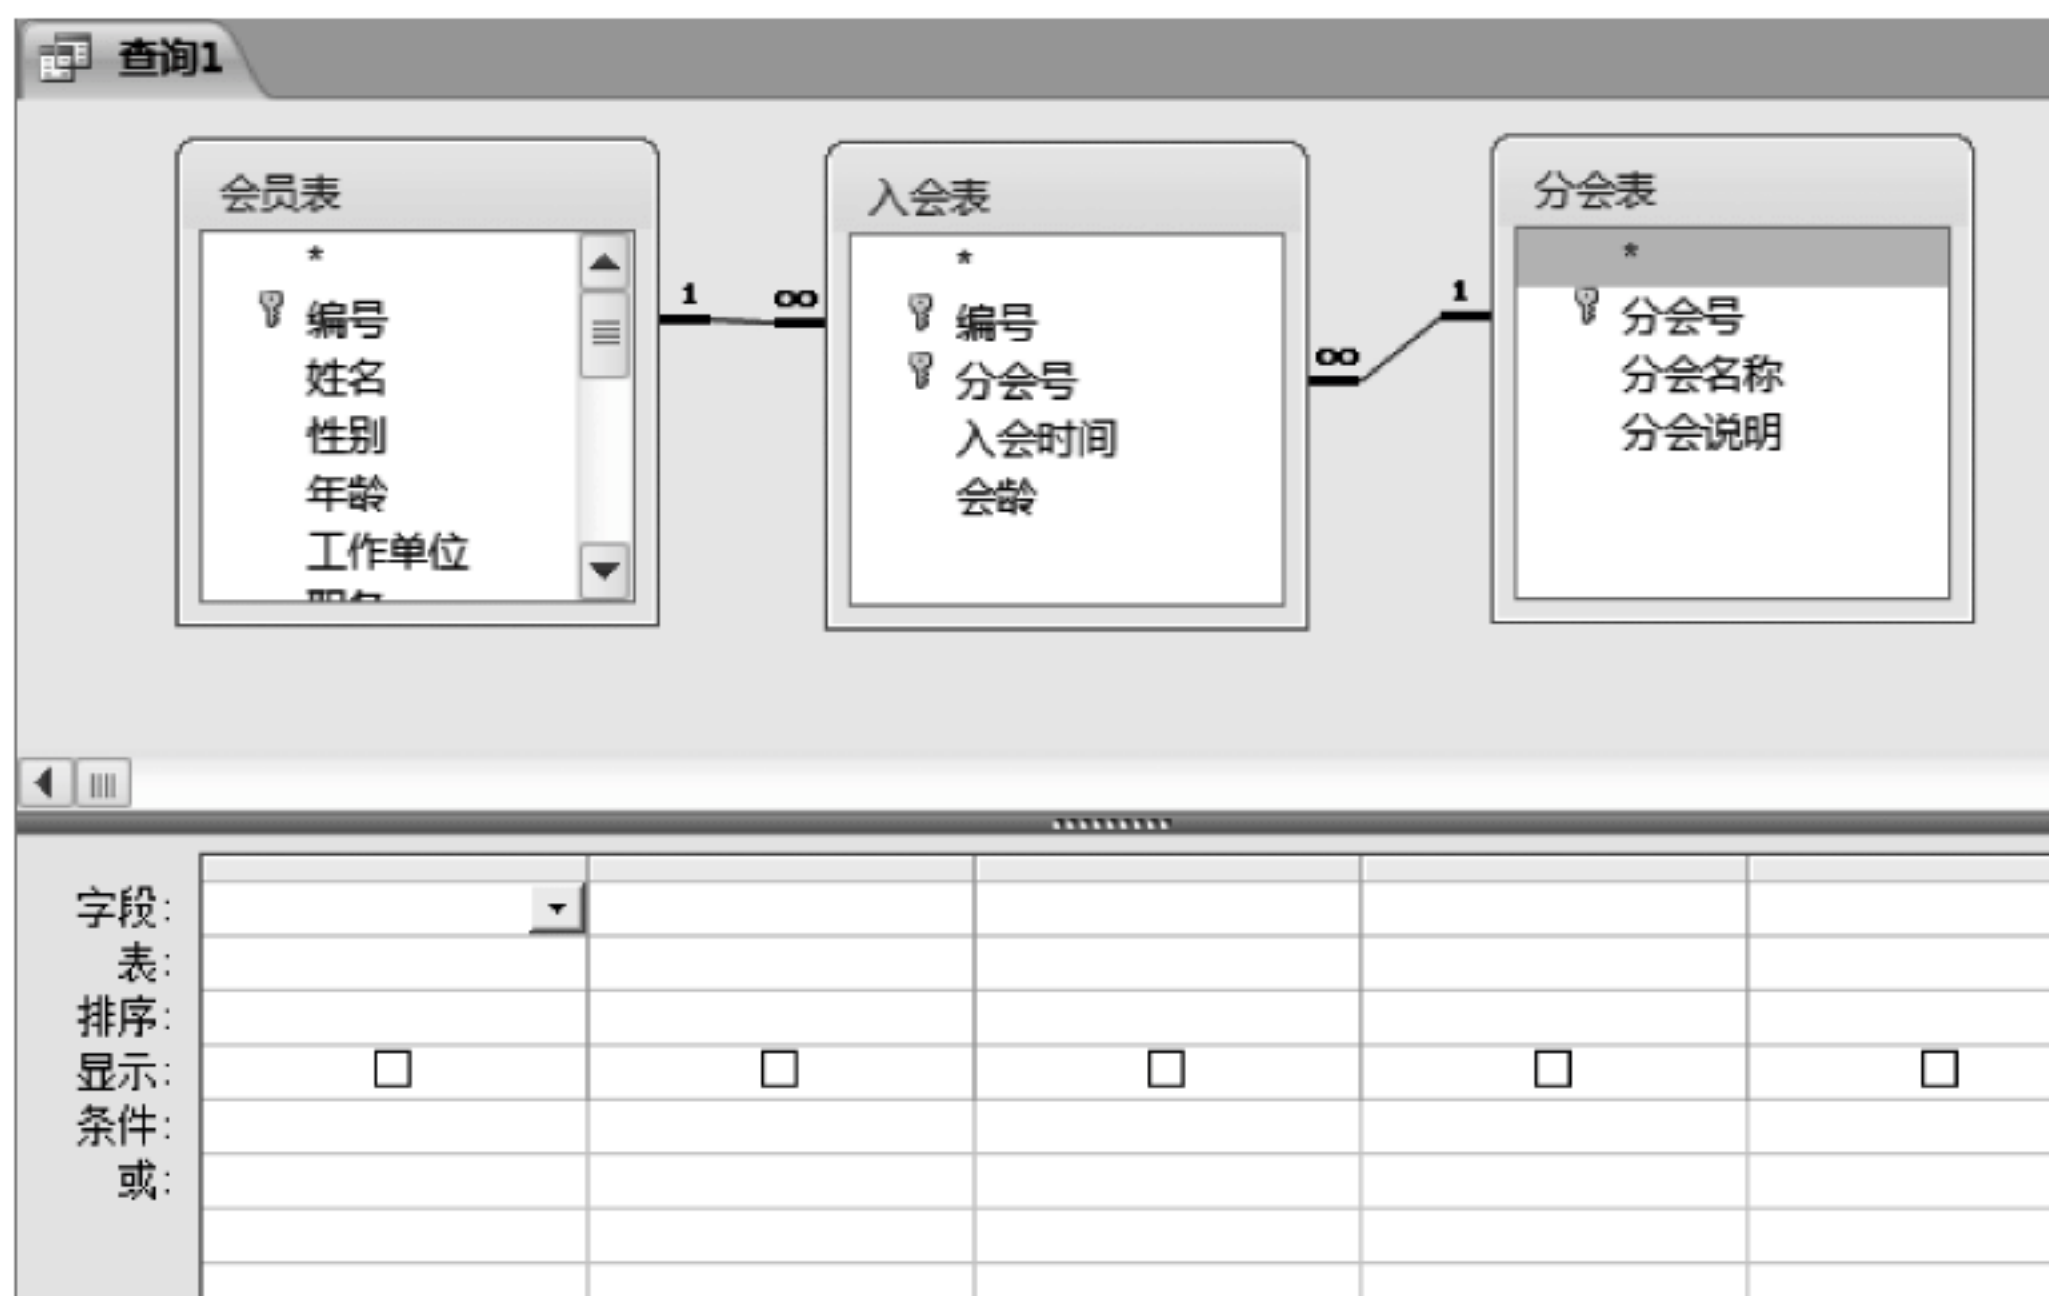 查询1
会员表
*
编号
姓名
性别
年龄
工作单位
职名
1
∞
入会表
*
编号
分会号
入会时间
会龄
∞
1
分会表
*
分会号
分会名称
分会说明
字段:
表:
排序:
显示:
条件:
或: